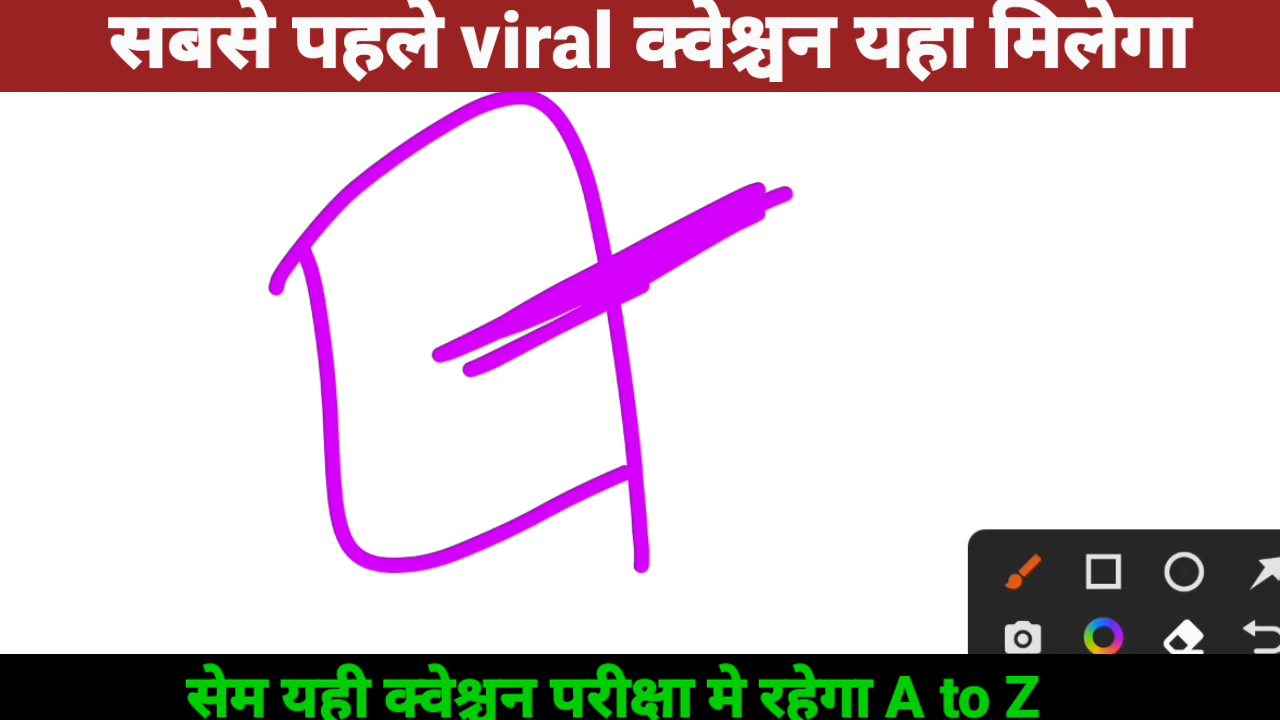 सबसे पहले viral क्वेश्चन यहा मिलेगा
सेम यही क्वेश्चन परीक्षा मे रहेगा A to Z